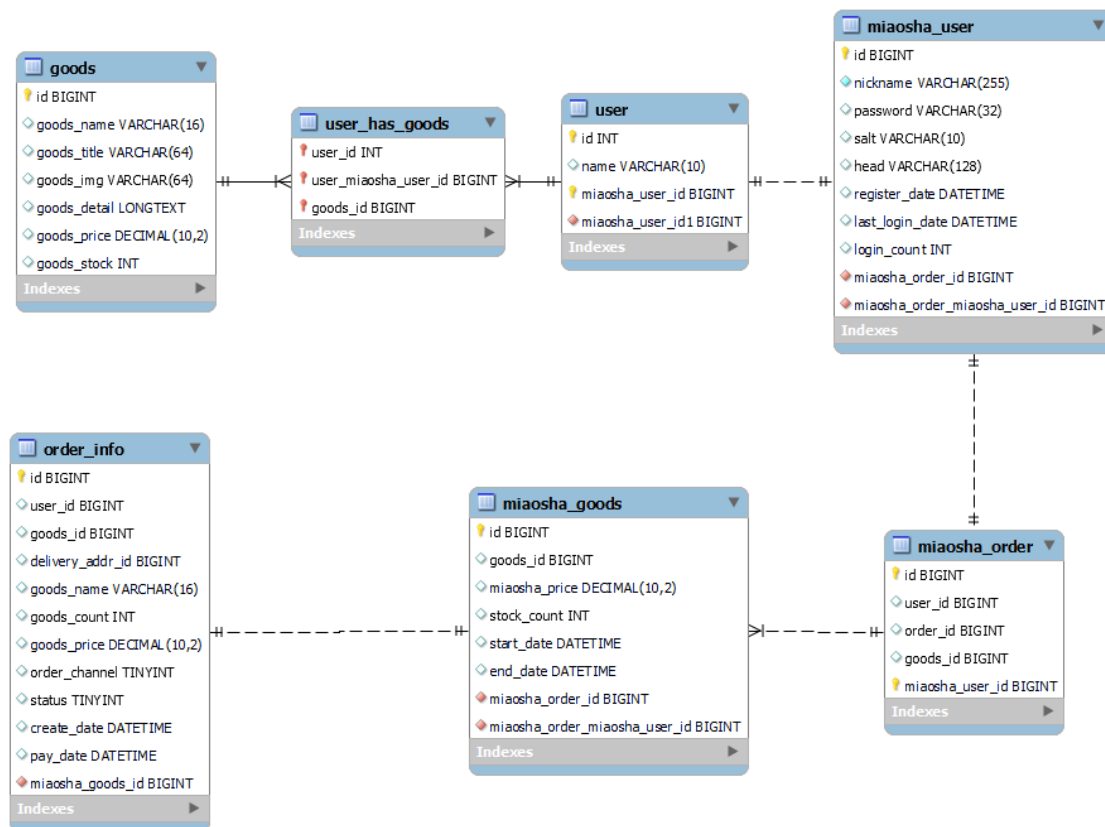 goods
id BIGINT
goods_name VARCHAR(16)
goods_title VARCHAR(64)
goods_img VARCHAR(64)
goods_detail LONGTEXT
goods_price DECIMAL(10,2)
goods_stock INT
Indexes
user_has_goods
user_id INT
user_miaosha_user_id BIGINT
goods_id BIGINT
Indexes
user
id INT
name VARCHAR(10)
miaosha_user_id BIGINT
miaosha_user_id1 BIGINT
Indexes
miaosha_user
id BIGINT
nickname VARCHAR(255)
password VARCHAR(32)
salt VARCHAR(10)
head VARCHAR(128)
register_date DATETIME
last_login_date DATETIME
login_count INT
miaosha_order_id BIGINT
miaosha_order_miaosha_user_id BIGINT
Indexes
order_info
id BIGINT
user_id BIGINT
goods_id BIGINT
delivery_addr_id BIGINT
goods_name VARCHAR(16)
goods_count INT
goods_price DECIMAL(10,2)
order_channel TINYINT
status TINYINT
create_date DATETIME
pay_date DATETIME
miaosha_goods_id BIGINT
Indexes
miaosha_goods
id BIGINT
goods_id BIGINT
miaosha_price DECIMAL(10,2)
stock_count INT
start_date DATETIME
end_date DATETIME
miaosha_order_id BIGINT
miaosha_order_miaosha_user_id BIGINT
Indexes
miaosha_order
id BIGINT
user_id BIGINT
order_id BIGINT
goods_id BIGINT
miaosha_user_id BIGINT
Indexes